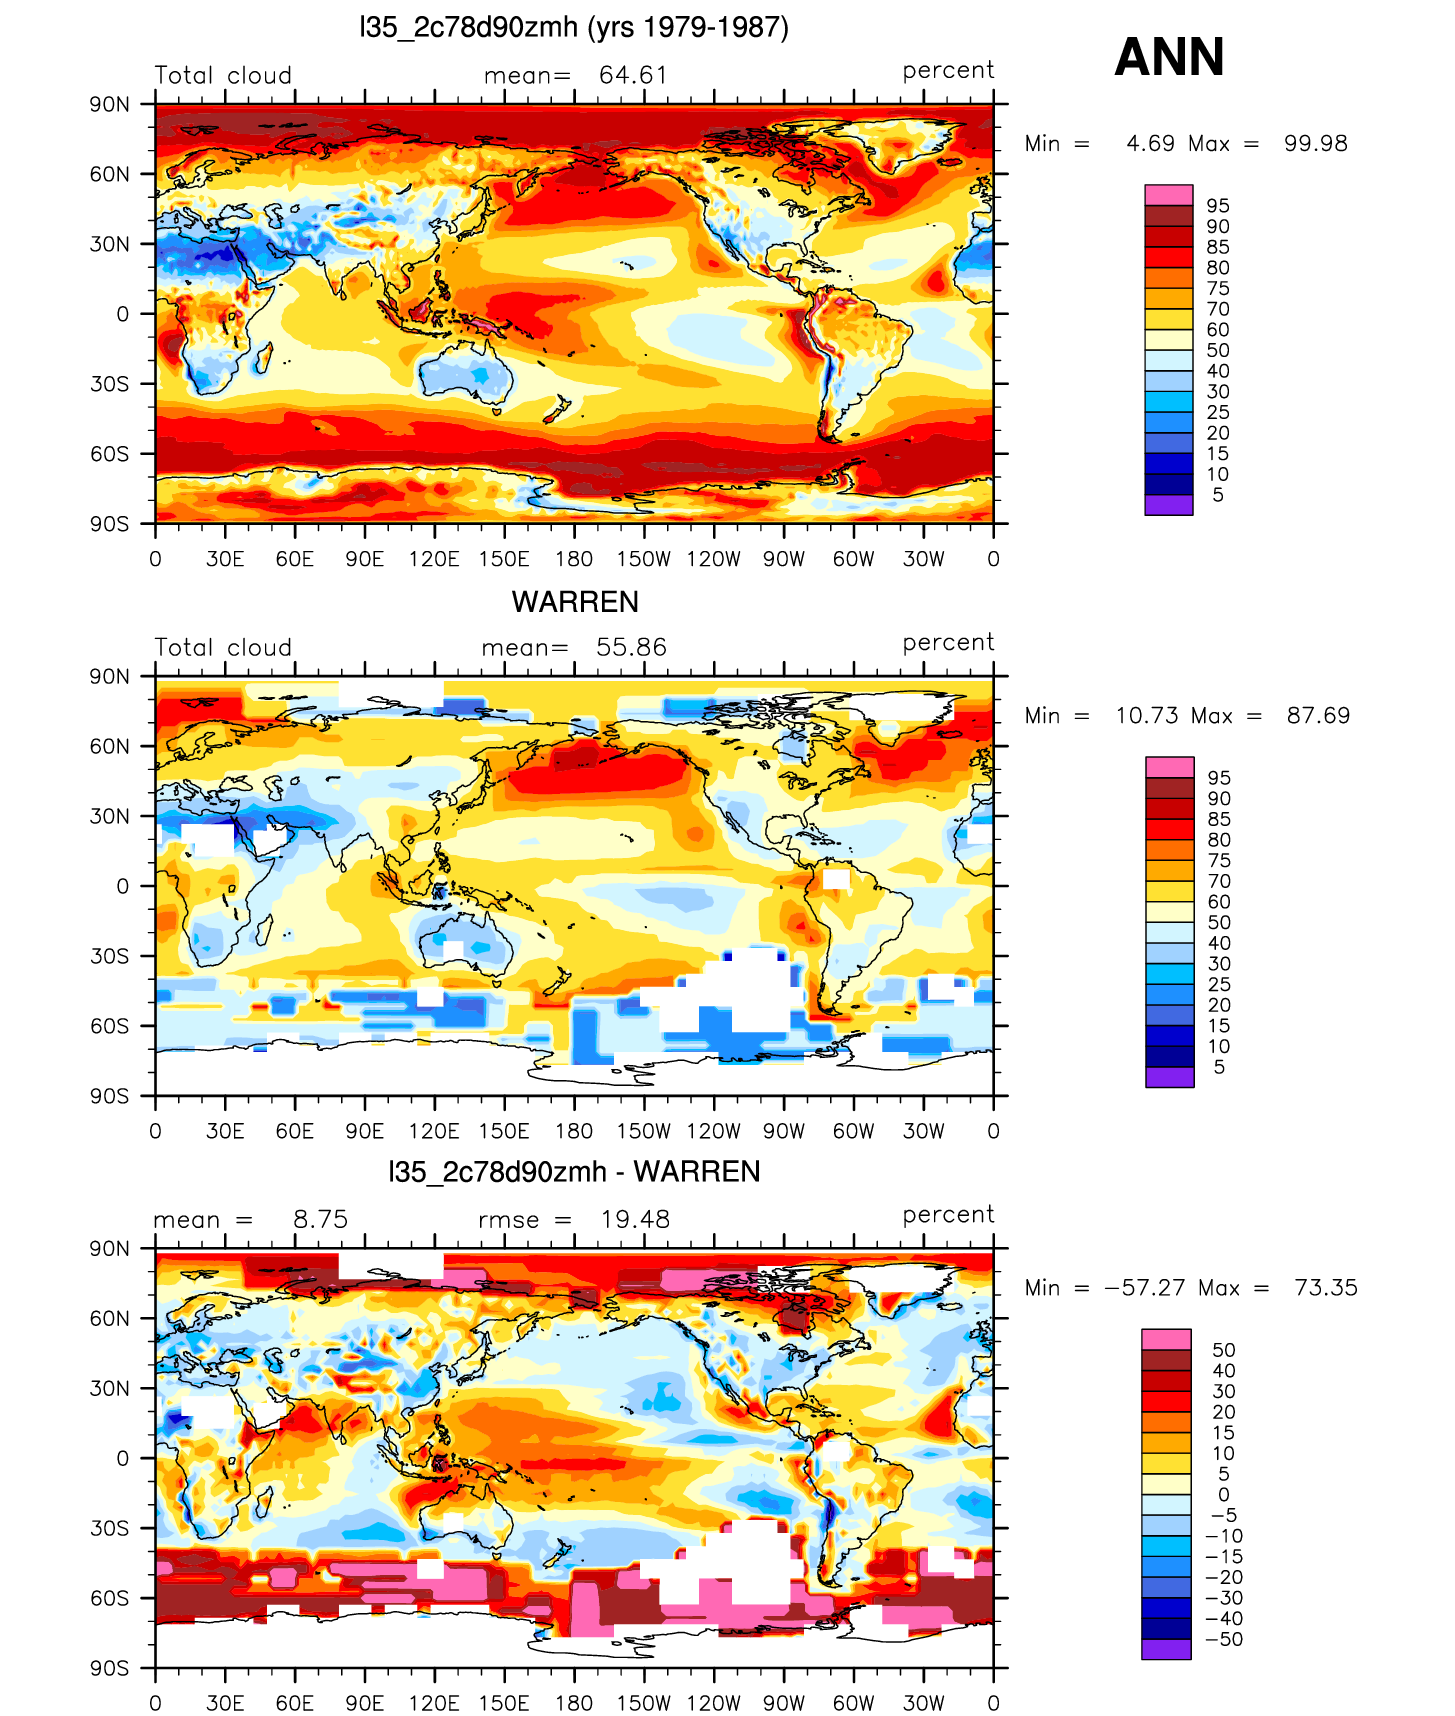 l35_2c78d90zmh (yrs 1979-1987)
ANN
Total cloud mean= 64.61 percent
Min = 4.69 Max = 99.98
90N
60N
30N
0
30S
60S
90S
0 30E 60E 90E 120E 150E 180 150W 120W 90W 60W 30W 0
95
90
85
80
75
70
60
50
40
30
25
20
15
10
5
WARREN
Total cloud mean= 55.86 percent
Min = 10.73 Max = 87.69
90N
60N
30N
0
30S
60S
90S
0 30E 60E 90E 120E 150E 180 150W 120W 90W 60W 30W 0
95
90
85
80
75
70
60
50
40
30
25
20
15
10
5
l35_2c78d90zmh - WARREN
mean = 8.75 rmse = 19.48 percent
Min = -57.27 Max = 73.35
90N
60N
30N
0
30S
60S
90S
0 30E 60E 90E 120E 150E 180 150W 120W 90W 60W 30W 0
50
40
30
20
15
10
5
0
-5
-10
-15
-20
-30
-40
-50